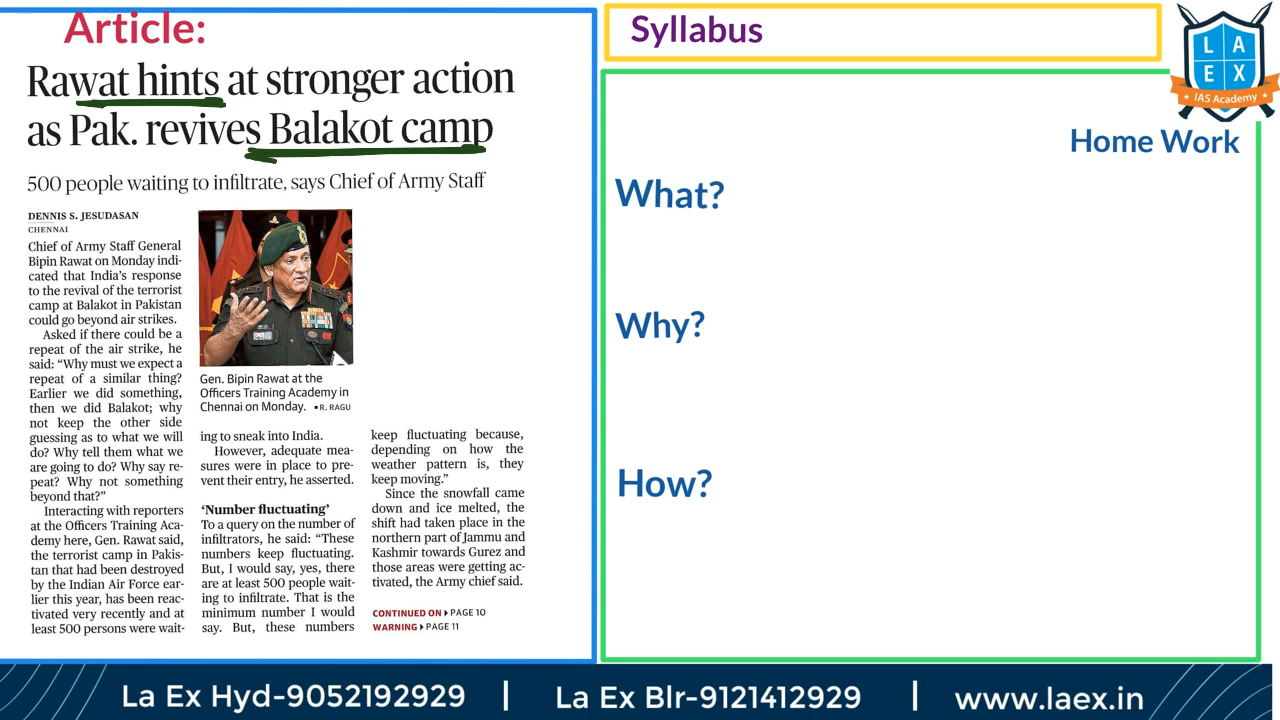 Article:
Rawat hints at stronger action
as Pak. revives Balakot camp
500 people waiting to infiltrate, says Chief of Army Staff
DENNIS S. JESUDASAN
CHENNAI
Chief of Army Staff General
Bipin Rawat on Monday indi-
cated that India's response
to the revival of the terrorist
camp at Balakot in Pakistan
could go beyond air strikes.
Asked if there could be a
repeat of the air strike, he
said: “Why must we expect a
repeat of a similar thing?
Earlier we did something,
then we did Balakot; why
not keep the other side
guessing as to what we will
do? Why tell them what we
are going to do? Why say re-
peat? Why not something
beyond that?”
Interacting with reporters
at the Officers Training Aca-
demy here, Gen. Rawat said,
the terrorist camp in Pakis-
tan that had been destroyed
by the Indian Air Force ear-
lier this year, has been reac-
tivated very recently and at
least 500 persons were wait-
Gen. Bipin Rawat at the
Officers Training Academy in
Chennai on Monday. ▪ R. RAGU
ing to sneak into India.
However, adequate mea-
sures were in place to pre-
vent their entry, he asserted.
‘Number fluctuating’
To a query on the number of
infiltrators, he said: “These
numbers keep fluctuating.
But, I would say, yes, there
are at least 500 people wait-
ing to infiltrate. That is the
minimum number I would
say. But, these numbers
keep fluctuating because,
depending on how the
weather pattern is, they
keep moving.”
Since the snowfall came
down and ice melted, the
shift had taken place in the
northern part of Jammu and
Kashmir towards Gurez and
those areas were getting ac-
tivated, the Army chief said.
CONTINUED ON ▸ PAGE 10
WARNING ▸ PAGE 11
Syllabus
L A
E X
IAS Academy
Home Work
What?
Why?
How?
La Ex Hyd-9052192929 | La Ex Blr-9121412929 | www.laex.in